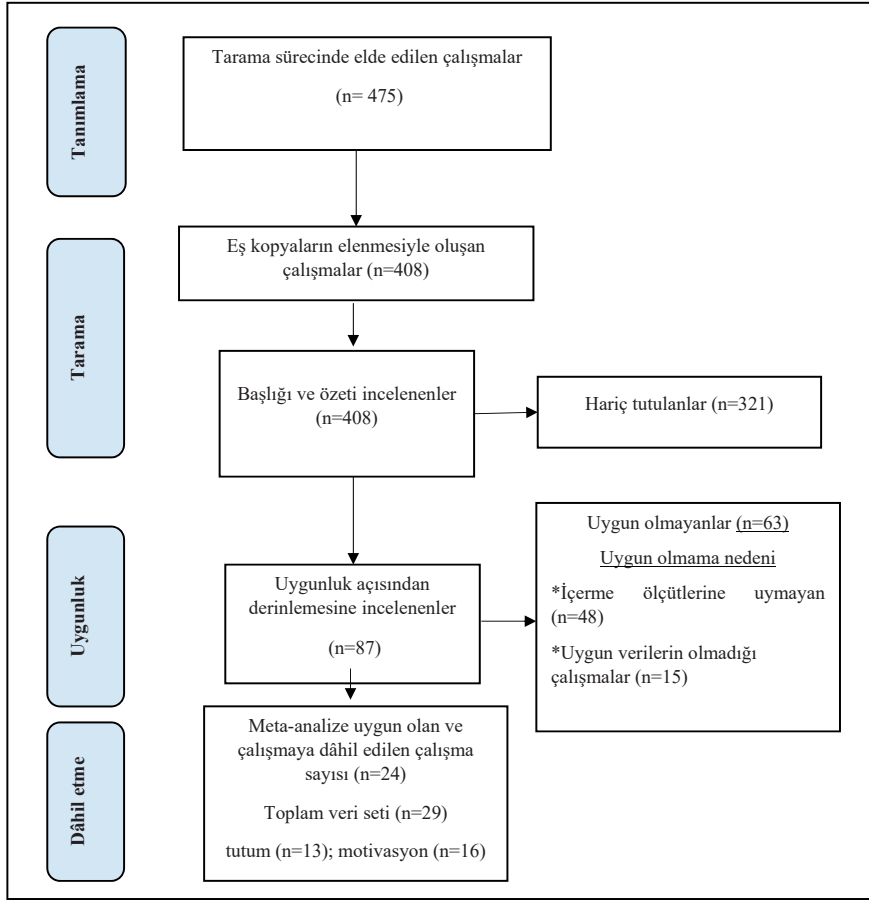 Tanımlama
Tarama sürecinde elde edilen çalışmalar
(n= 475)
Tarama
Eş kopyaların elenmesiyle oluşan
çalışmalar (n=408)
Başlığı ve özeti incelenenler
(n=408)
Hariç tutulanlar (n=321)
Uygunluk
Uygunluk açısından
derinlemesine incelenenler
(n=87)
Uygun olmayanlar (n=63)
Uygun olmama nedeni
*İçerme ölçütlerine uymayan
(n=48)
*Uygun verilerin olmadığı
çalışmalar (n=15)
Dâhil etme
Meta-analize uygun olan ve
çalışmaya dâhil edilen çalışma
sayısı (n=24)
Toplam veri seti (n=29)
tutum (n=13); motivasyon (n=16)